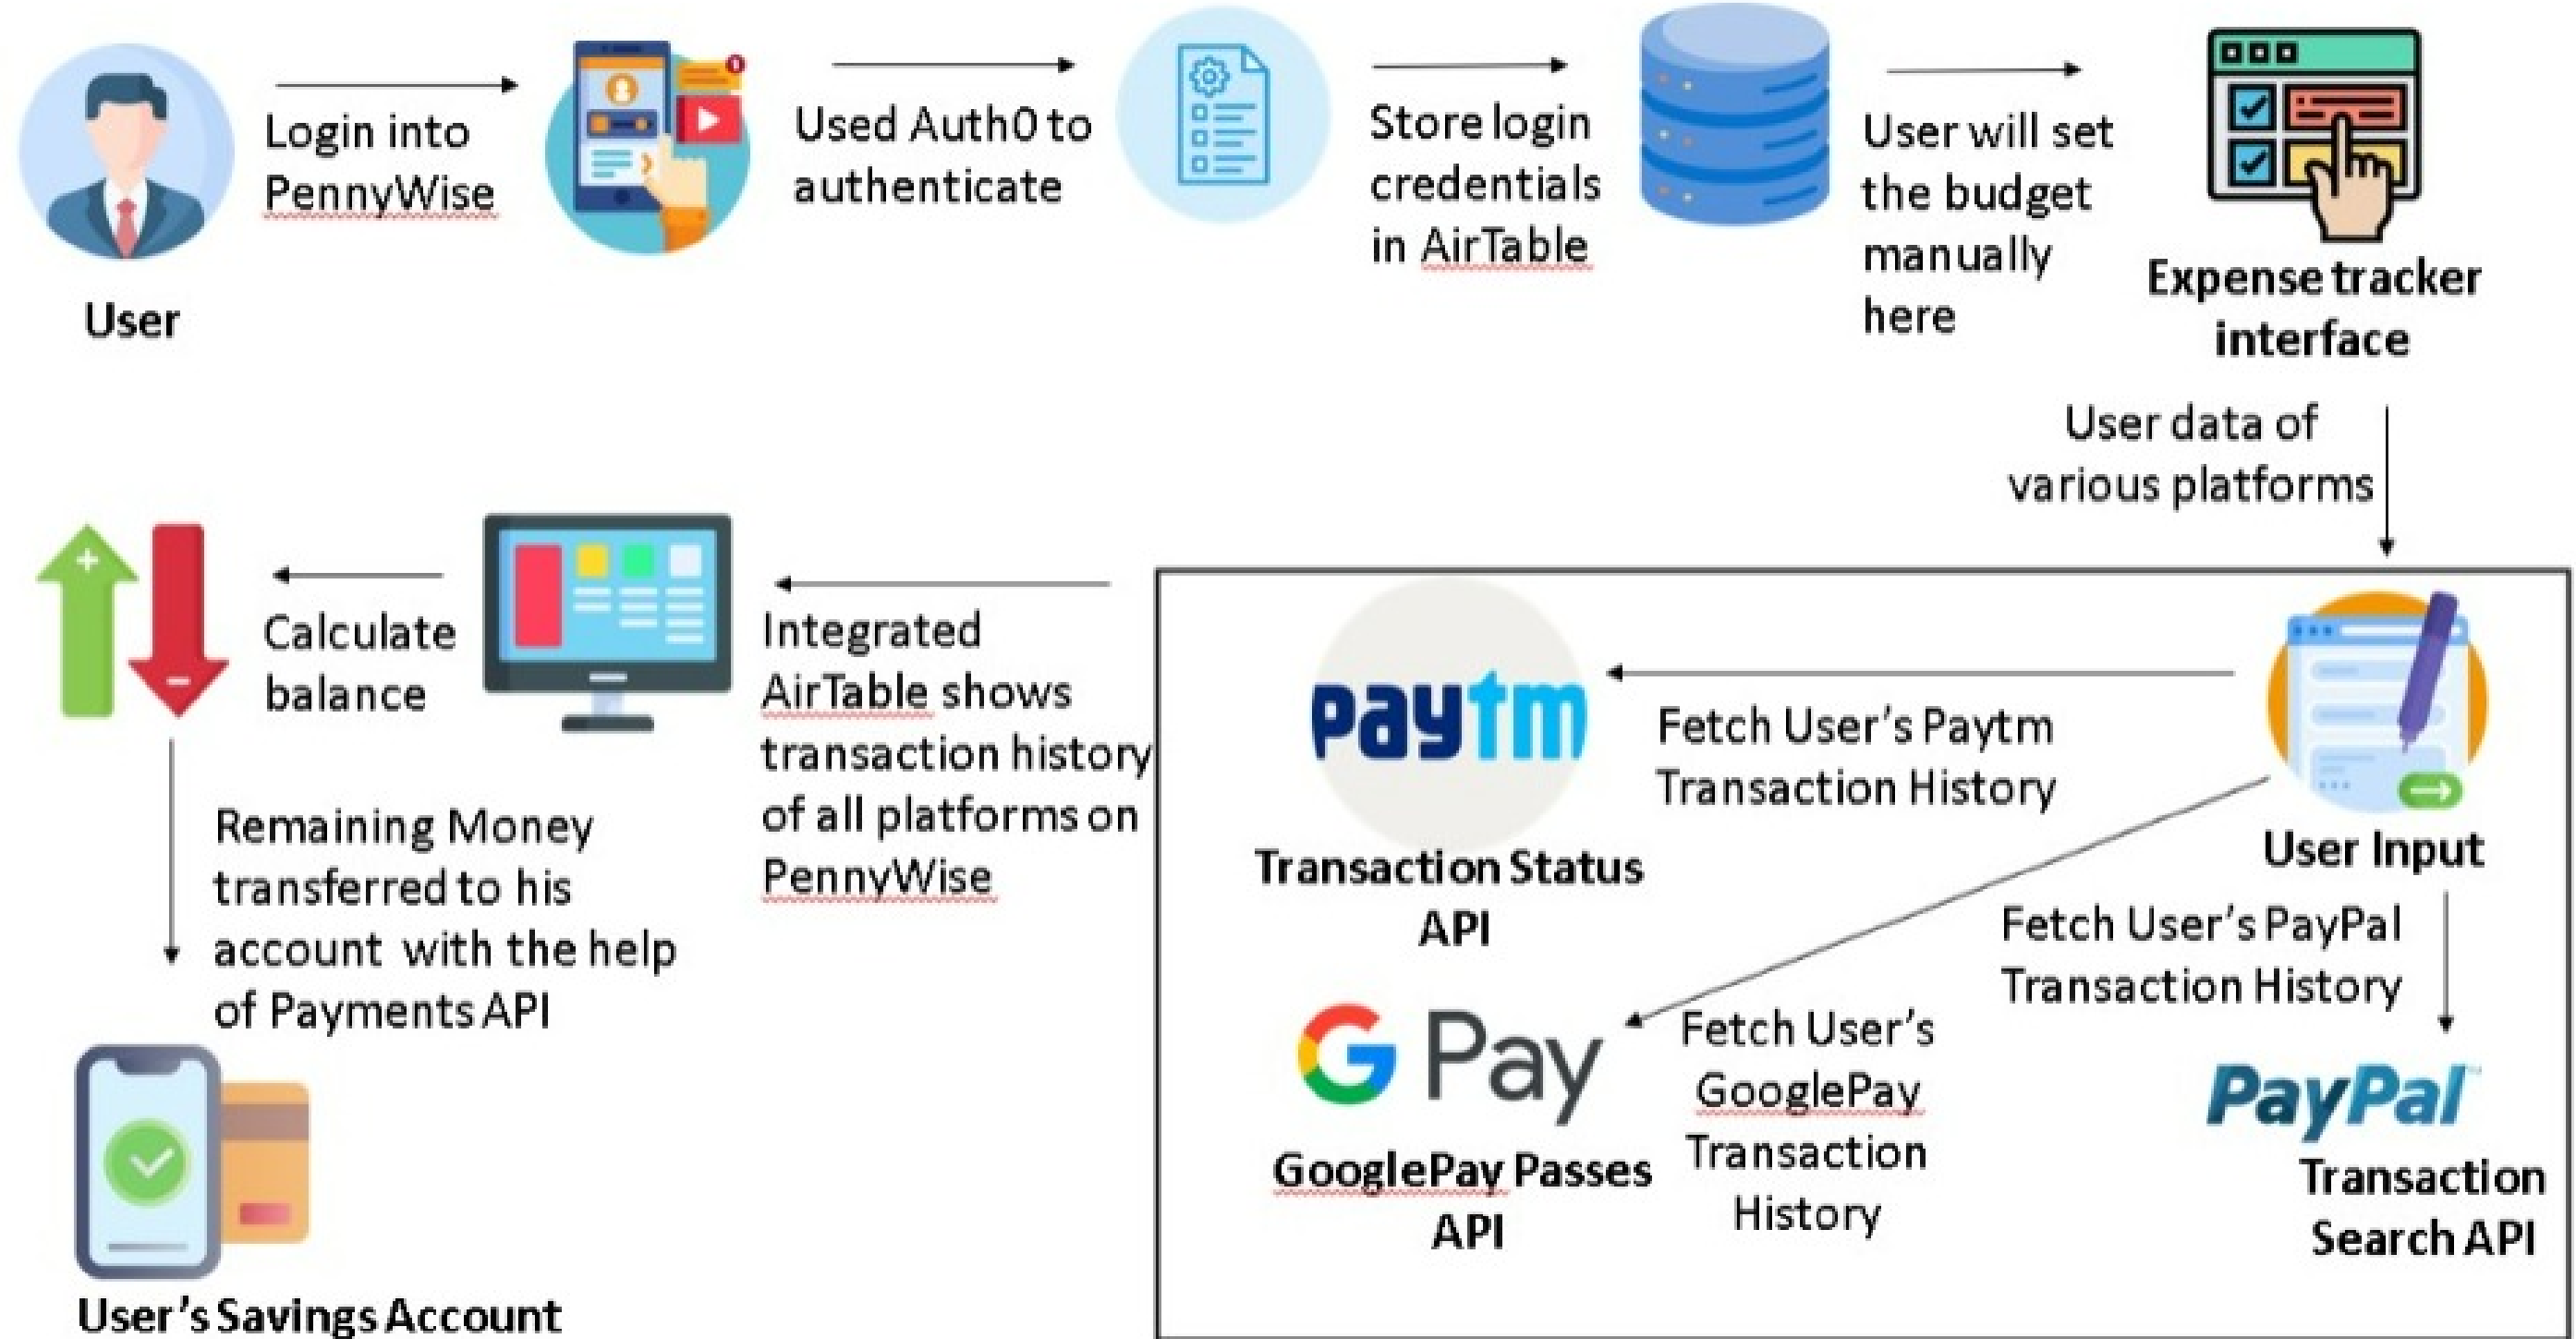 Login into
PennyWise
User
Used Auth0 to
authenticate
Store login
credentials
in AirTable
User will set
the budget
manually
here
Expense tracker
interface
User data of
various platforms
User Input
Fetch User's Paytm
Transaction History
paytm
Transaction Status
API
Fetch User's
GooglePay
Transaction
History
G Pay
GooglePay Passes
API
Fetch User's PayPal
Transaction History
PayPal
Transaction
Search API
Integrated
AirTable shows
transaction history
of all platforms on
PennyWise
Calculate
balance
+
-
Remaining Money
transferred to his
account with the help
of Payments API
User's Savings Account